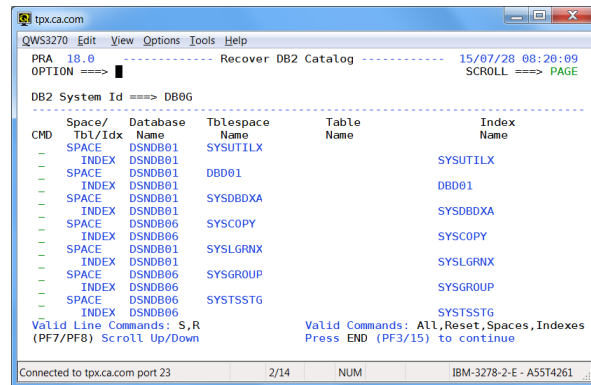 tpx.ca.com
QWS3270 Edit View Options Tools Help
PRA 18.0 ------------- Recover DB2 Catalog ------------ 15/07/28 08:20:09
OPTION ===> SCROLL ===> PAGE
DB2 System Id ===> DB0G
Space/ Database Tblespace Table Index
CMD Tbl/Idx Name Name Name Name
_ SPACE DSNDB01 SYSUTILX
_ INDEX DSNDB01 SYSUTILX
_ SPACE DSNDB01 DBD01
_ INDEX DSNDB01 DBD01
_ SPACE DSNDB01 SYSDBDXA
_ INDEX DSNDB01 SYSDBDXA
_ SPACE DSNDB06 SYSCOPY
_ INDEX DSNDB06 SYSCOPY
_ SPACE DSNDB01 SYSLGRNX
_ INDEX DSNDB01 SYSLGRNX
_ SPACE DSNDB06 SYSGROUP
_ INDEX DSNDB06 SYSGROUP
_ SPACE DSNDB06 SYSTSSTG
_ INDEX DSNDB06 SYSTSSTG
Valid Line Commands: S,R Valid Commands: All,Reset,Spaces,Indexes
(PF7/PF8) Scroll Up/Down Press END (PF3/15) to continue
Connected to tpx.ca.com port 23 2/14 NUM IBM-3278-2-E - A55T4261